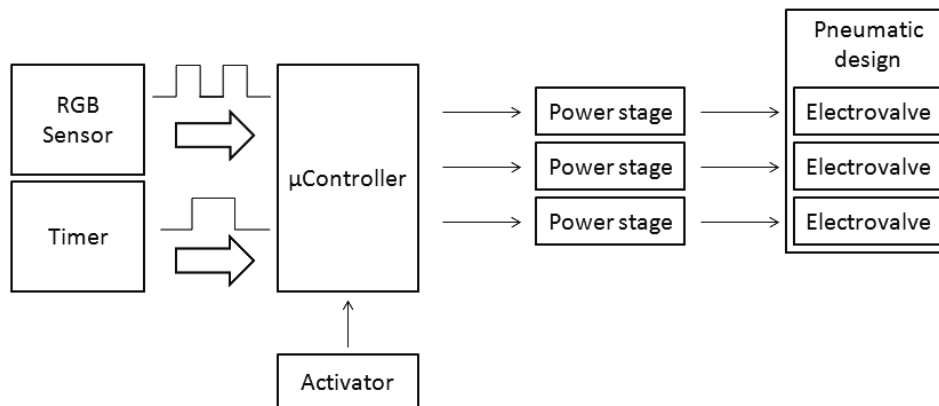 Pneumatic
design
RGB
Sensor
Timer
µController
Activator
Power stage
Power stage
Power stage
Electrovalve
Electrovalve
Electrovalve